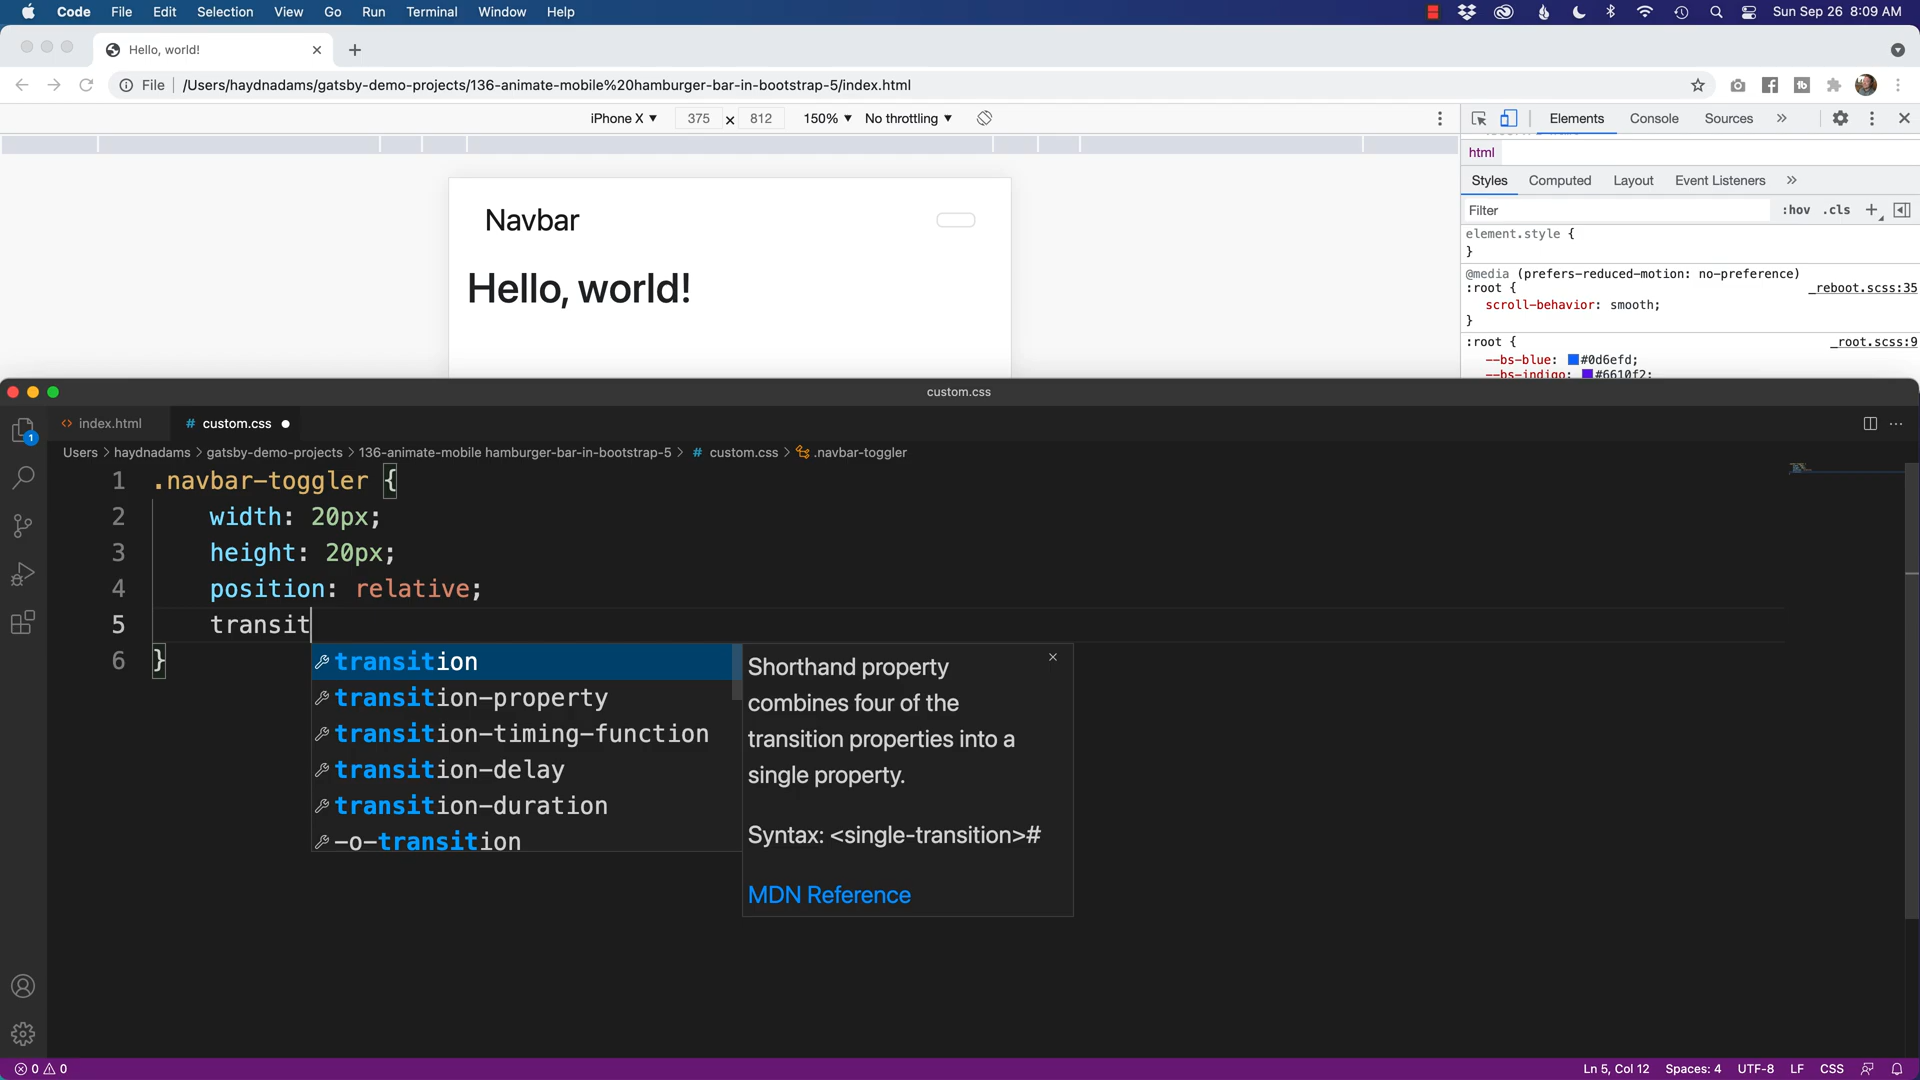 Code File Edit Selection View Go Run Terminal Window Help Sun Sep 26 8:09 AM
Hello, world!
File /Users/haydnadams/gatsby-demo-projects/136-animate-mobile%20hamburger-bar-in-bootstrap-5/index.html
iPhone X ▼ 375 × 812 150% ▼ No throttling ▼ Elements Console Sources »
html
Styles Computed Layout Event Listeners »
Filter :hov .cls +
element.style {
}
@media (prefers-reduced-motion: no-preference)
:root { _reboot.scss:35
scroll-behavior: smooth;
}
:root { _root.scss:9
--bs-blue: #0d6efd;
--bs-indigo: #6610f2;
Navbar
Hello, world!
custom.css
index.html # custom.css
Users > haydnadams > gatsby-demo-projects > 136-animate-mobile hamburger-bar-in-bootstrap-5 > # custom.css > .navbar-toggler
1 .navbar-toggler {
2 width: 20px;
3 height: 20px;
4 position: relative;
5 transit
6 }
transition
transition-property
transition-timing-function
transition-delay
transition-duration
-o-transition
Shorthand property
combines four of the
transition properties into a
single property.
Syntax: <single-transition>#
MDN Reference
1
0 0 Ln 5, Col 12 Spaces: 4 UTF-8 LF CSS